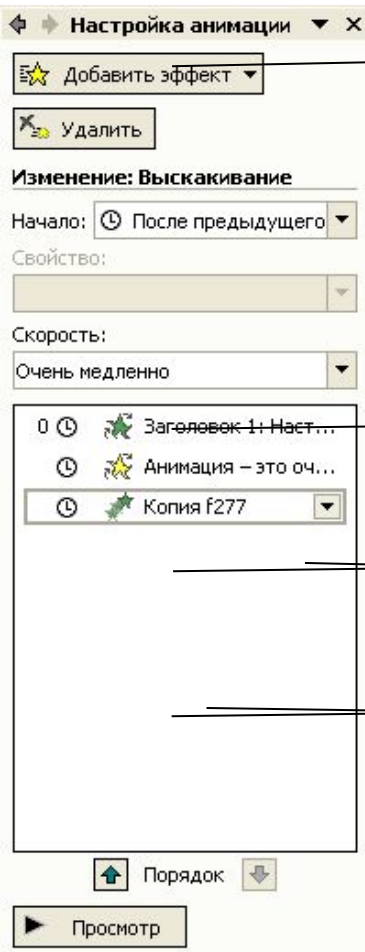 Настройка анимации
Добавить эффект
Удалить
Изменение: Выскакивание
Начало: После предыдущего
Свойство:
Скорость:
Очень медленно
0 Заголовок 1: Наст...
Анимация – это оч...
Копия f277
Порядок
Просмотр